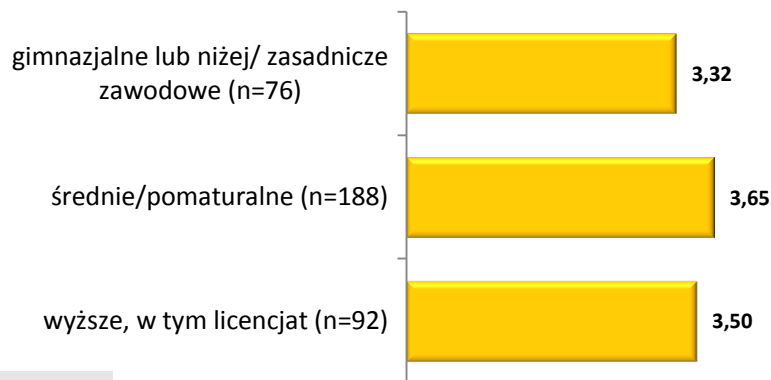 gimnazjalne lub niżej/ zasadnicze
zawodowe (n=76)
3,32
średnie/pomaturalne (n=188)
3,65
wyższe, w tym licencjat (n=92)
3,50